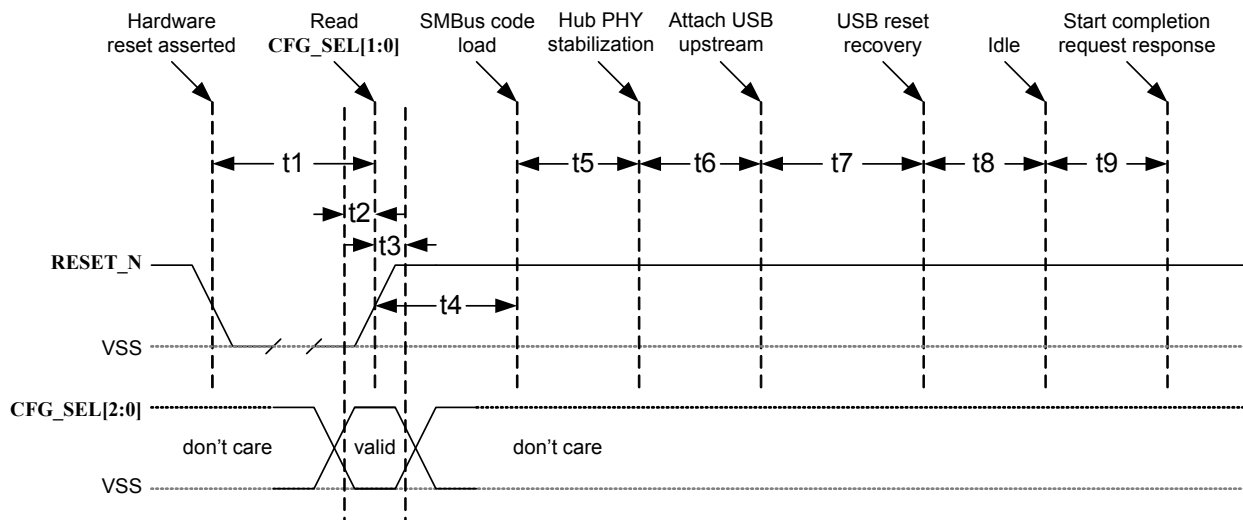 Hardware reset asserted
Read CFG_SEL[1:0]
SMBus code load
Hub PHY stabilization
Attach USB upstream
USB reset recovery
Idle
Start completion request response
t1
t5
t6
t7
t8
t9
t2
t3
RESET_N
t4
VSS
CFG_SEL[2:0]
don't care
valid
don't care
VSS